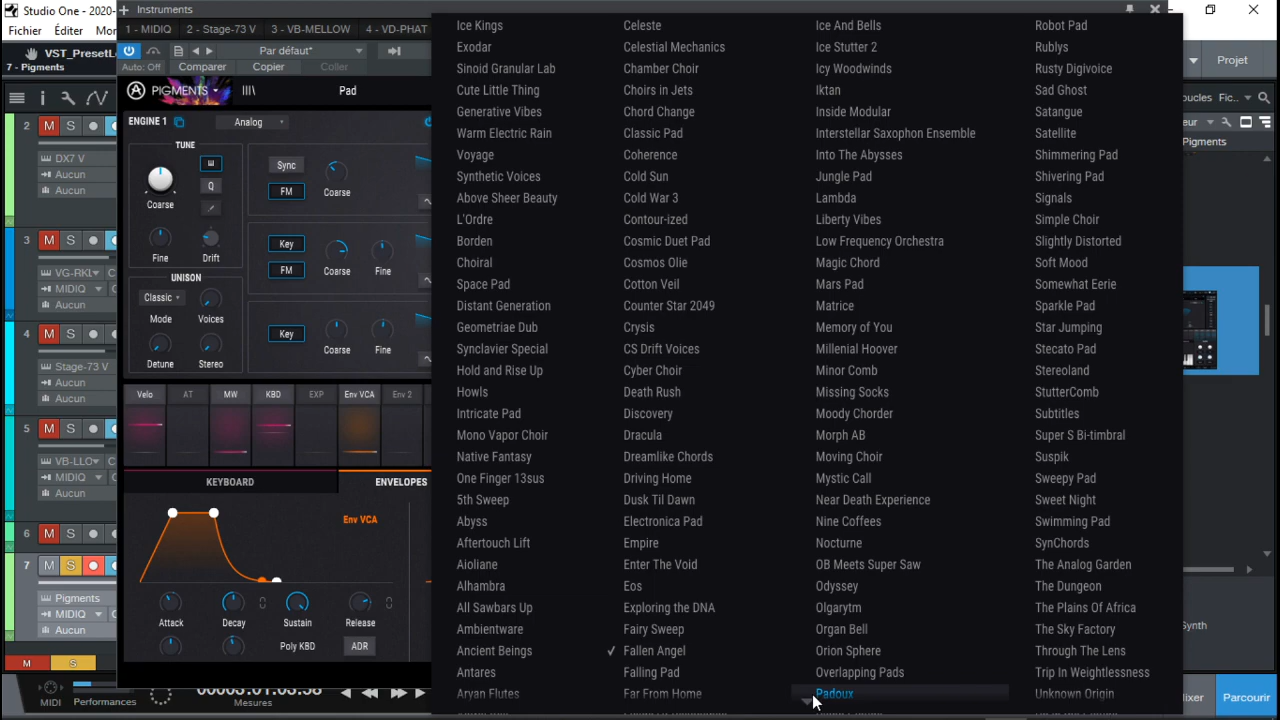 Studio One - 2020-
Fichier Éditer Mor
VST_PresetLo
7 - Pigments
Instruments
1 - MIDIQ 2 - Stage-73 V 3 - VB-MELLOW 4 - VD-PHAT
Par défaut*
Auto: Off Comparer Copier Coller
PIGMENTS Pad
ENGINE 1 Analog
TUNE
Coarse
Q
Fine Drift
Sync
FM
Coarse
Key
FM
Coarse Fine
Key
Coarse Fine
UNISON
Classic
Mode Voices
Detune Stereo
Velo AT MW KBD EXP Env VCA Env 2
KEYBOARD ENVELOPES
Env VCA
Attack Decay Sustain Release
Poly KBD ADR
2 M S
DX7 V
Aucun
Aucun
3 M S
VG-RKL
MIDIQ
Aucun
4 M S
Stage-73 V
Aucun
Aucun
5 M S
VB-LLO
MIDIQ
Aucun
6 M S
7 M S
Pigments
MIDIQ
Aucun
M S
MIDI Performances
Mesures
Ice Kings
Exodar
Sinoid Granular Lab
Cute Little Thing
Generative Vibes
Warm Electric Rain
Voyage
Synthetic Voices
Above Sheer Beauty
L'Ordre
Borden
Choiral
Space Pad
Distant Generation
Geometriae Dub
Synclavier Special
Hold and Rise Up
Howls
Intricate Pad
Mono Vapor Choir
Native Fantasy
One Finger 13sus
5th Sweep
Abyss
Aftertouch Lift
Aioliane
Alhambra
All Sawbars Up
Ambientware
Ancient Beings
Antares
Aryan Flutes
Celeste
Celestial Mechanics
Chamber Choir
Choirs in Jets
Chord Change
Classic Pad
Coherence
Cold Sun
Cold War 3
Contour-ized
Cosmic Duet Pad
Cosmos Olie
Cotton Veil
Counter Star 2049
Crysis
CS Drift Voices
Cyber Choir
Death Rush
Discovery
Dracula
Dreamlike Chords
Driving Home
Dusk Til Dawn
Electronica Pad
Empire
Enter The Void
Eos
Exploring the DNA
Fairy Sweep
Fallen Angel
Falling Pad
Far From Home
Ice And Bells
Ice Stutter 2
Icy Woodwinds
Iktan
Inside Modular
Interstellar Saxophon Ensemble
Into The Abysses
Jungle Pad
Lambda
Liberty Vibes
Low Frequency Orchestra
Magic Chord
Mars Pad
Matrice
Memory of You
Millenial Hoover
Minor Comb
Missing Socks
Moody Chorder
Morph AB
Moving Choir
Mystic Call
Near Death Experience
Nine Coffees
Nocturne
OB Meets Super Saw
Odyssey
Olgarytm
Organ Bell
Orion Sphere
Overlapping Pads
Padoux
Robot Pad
Rublys
Rusty Digivoice
Sad Ghost
Satangue
Satellite
Shimmering Pad
Shivering Pad
Signals
Simple Choir
Slightly Distorted
Soft Mood
Somewhat Eerie
Sparkle Pad
Star Jumping
Stecato Pad
Stereoland
StutterComb
Subtitles
Super S Bi-timbral
Suspik
Sweepy Pad
Sweet Night
Swimming Pad
SynChords
The Analog Garden
The Dungeon
The Plains Of Africa
The Sky Factory
Through The Lens
Trip In Weightlessness
Unknown Origin
Projet
oucles Fic..
eur
Pigments
Synth
lixer Parcourir